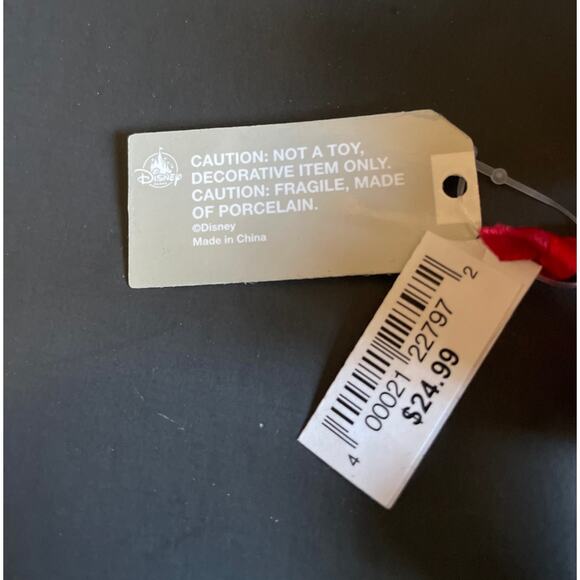 Disney
PARKS
CAUTION: NOT A TOY,
DECORATIVE ITEM ONLY.
CAUTION: FRAGILE, MADE
OF PORCELAIN.
©Disney
Made in China
4 00021 22797 2
$24.99